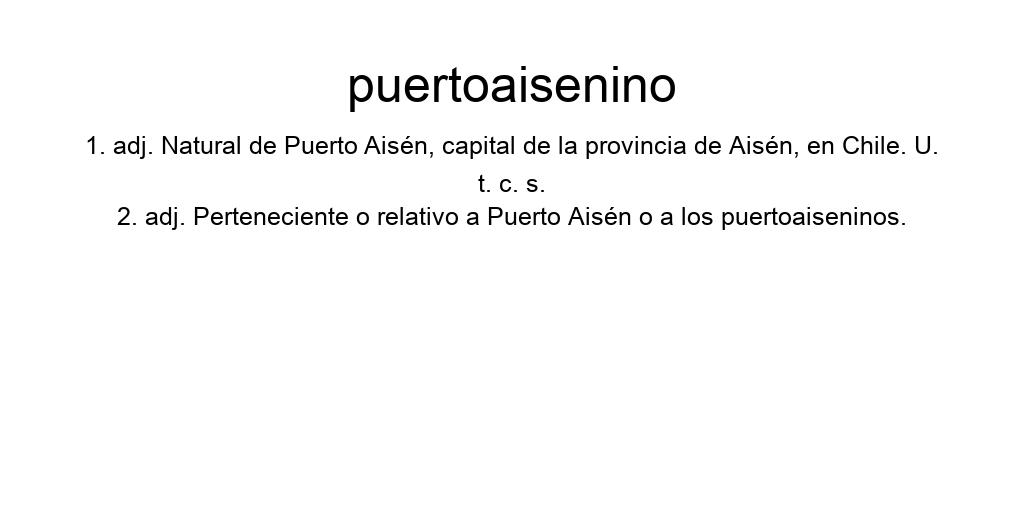 puertoaisenino
1. adj. Natural de Puerto Aisén, capital de la provincia de Aisén, en Chile. U.
t. c. s.
2. adj. Perteneciente o relativo a Puerto Aisén o a los puertoaiseninos.